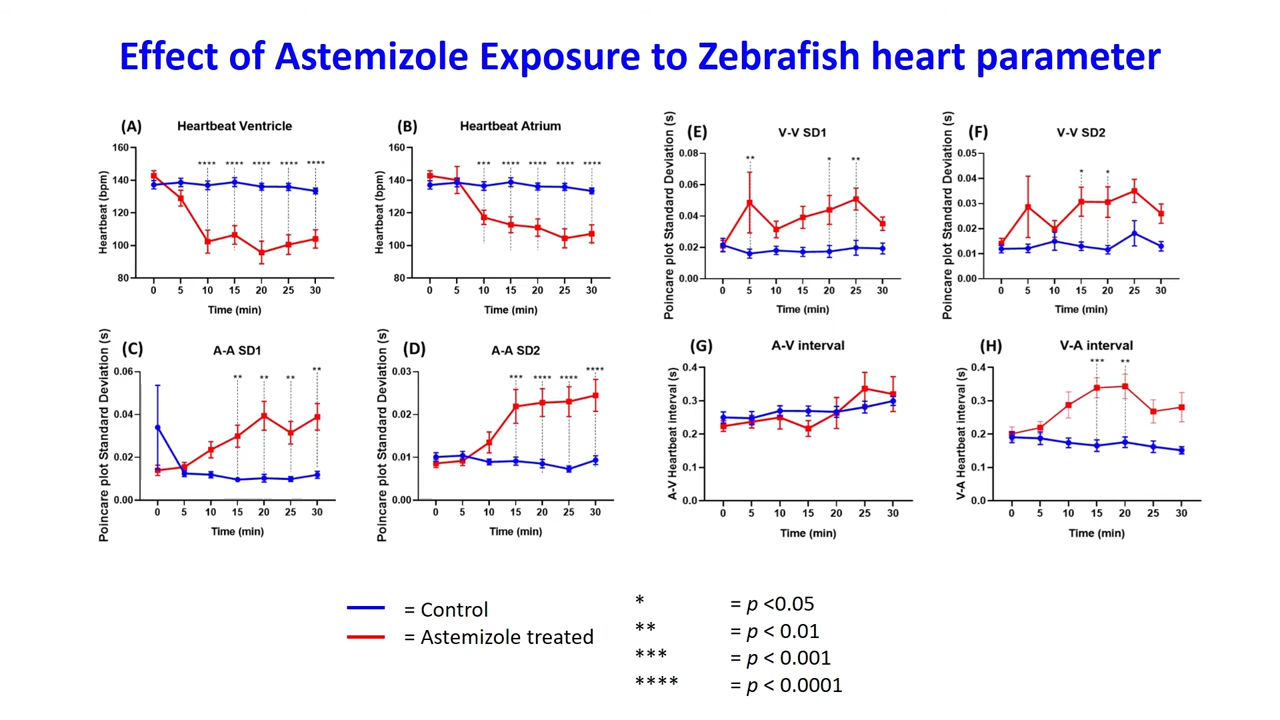 Effect of Astemizole Exposure to Zebrafish heart parameter
(A) Heartbeat Ventricle
Heartbeat (bpm)
160
140
120
100
80
**** **** **** **** ****
0 5 10 15 20 25 30
Time (min)
(B) Heartbeat Atrium
Heartbeat (bpm)
160
140
120
100
80
*** **** **** **** ****
0 5 10 15 20 25 30
Time (min)
(E) V-V SD1
Poincare plot Standard Deviation (s)
0.08
0.06
0.04
0.02
0.00
** * **
0 5 10 15 20 25 30
Time (min)
(F) V-V SD2
Poincare plot Standard Deviation (s)
0.05
0.04
0.03
0.02
0.01
0.00
* *
0 5 10 15 20 25 30
Time (min)
(C) A-A SD1
Poincare plot Standard Deviation (s)
0.06
0.04
0.02
0.00
** ** ** **
0 5 10 15 20 25 30
Time (min)
(D) A-A SD2
Poincare plot Standard Deviation (s)
0.03
0.02
0.01
0.00
*** **** **** ****
0 5 10 15 20 25 30
Time (min)
(G) A-V interval
A-V Heartbeat interval (s)
0.4
0.3
0.2
0.1
0.0
0 5 10 15 20 25 30
Time (min)
(H) V-A interval
V-A Heartbeat interval (s)
0.4
0.3
0.2
0.1
0.0
*** **
0 5 10 15 20 25 30
Time (min)
= Control
= Astemizole treated
* = p <0.05
** = p < 0.01
*** = p < 0.001
**** = p < 0.0001